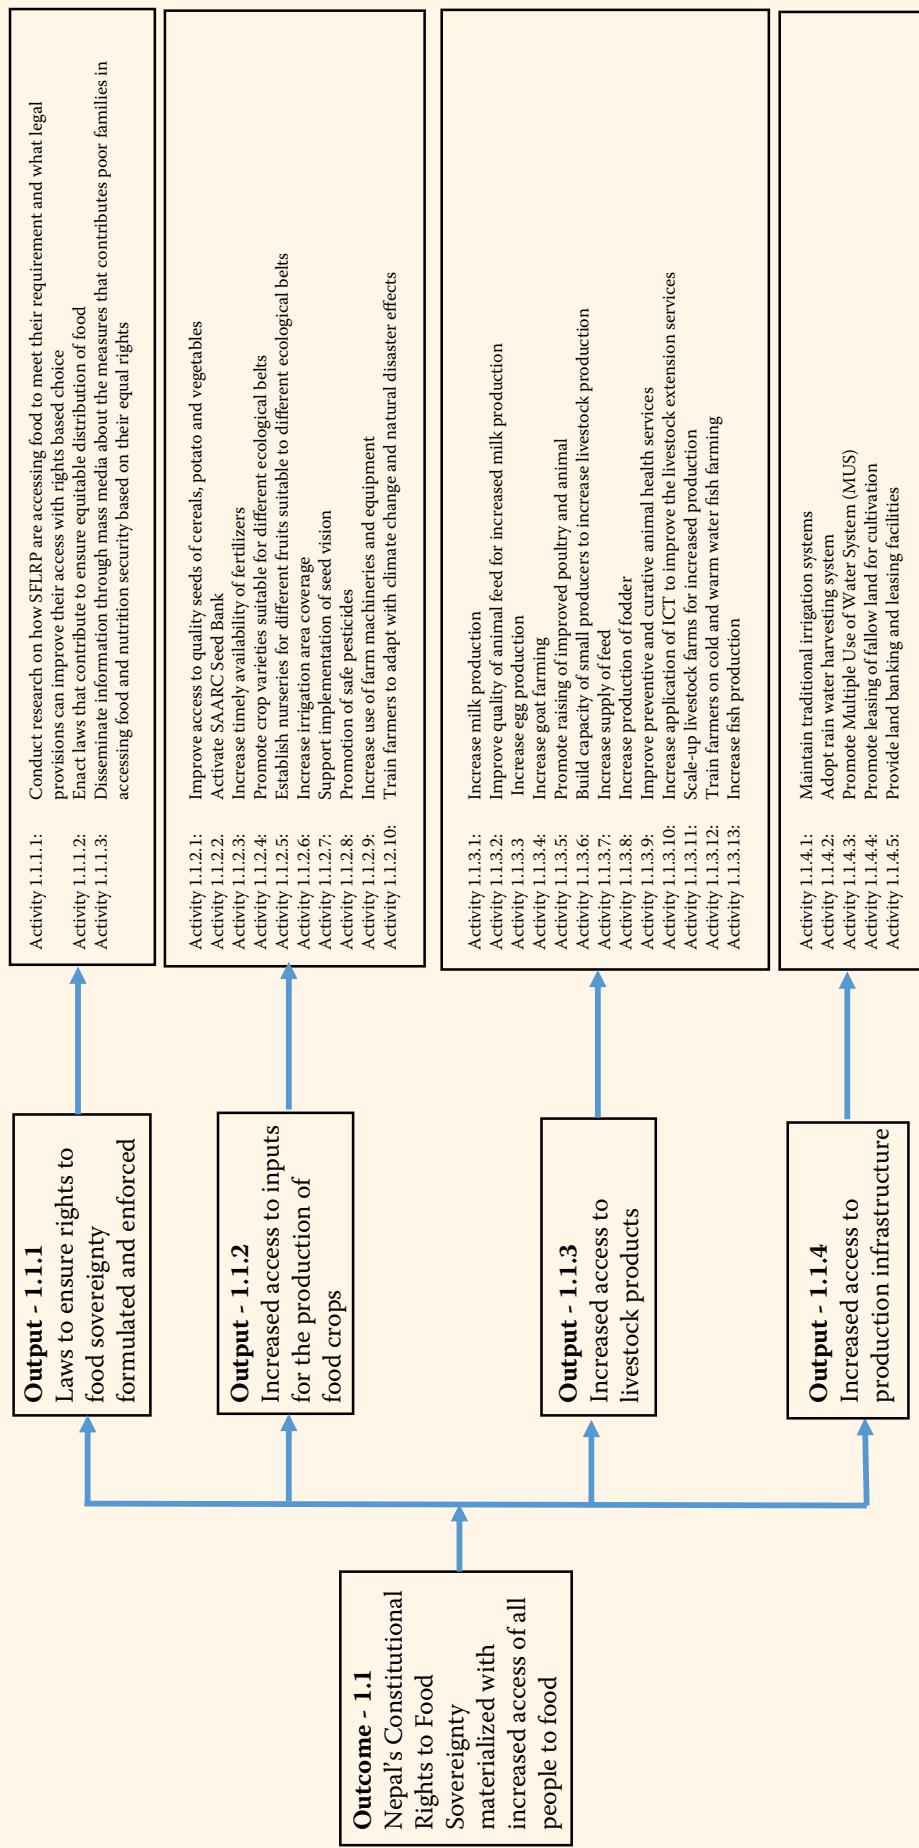 Outcome - 1.1
Nepal's Constitutional
Rights to Food
Sovereignty
materialized with
increased access of all
people to food
Output - 1.1.1
Laws to ensure rights to
food sovereignty
formulated and enforced
Activity 1.1.1.1: Conduct research on how SFLRP are accessing food to meet their requirement and what legal
provisions can improve their access with rights based choice
Activity 1.1.1.2: Enact laws that contribute to ensure equitable distribution of food
Activity 1.1.1.3: Disseminate information through mass media about the measures that contributes poor families in
accessing food and nutrition security based on their equal rights
Output - 1.1.2
Increased access to inputs
for the production of
food crops
Activity 1.1.2.1: Improve access to quality seeds of cereals, potato and vegetables
Activity 1.1.2.2. Activate SAARC Seed Bank
Activity 1.1.2.3: Increase timely availability of fertilizers
Activity 1.1.2.4: Promote crop varieties suitable for different ecological belts
Activity 1.1.2.5: Establish nurseries for different fruits suitable to different ecological belts
Activity 1.1.2.6: Increase irrigation area coverage
Activity 1.1.2.7: Support implementation of seed vision
Activity 1.1.2.8: Promotion of safe pesticides
Activity 1.1.2.9: Increase use of farm machineries and equipment
Activity 1.1.2.10: Train farmers to adapt with climate change and natural disaster effects
Output - 1.1.3
Increased access to
livestock products
Activity 1.1.3.1: Increase milk production
Activity 1.1.3.2: Improve quality of animal feed for increased milk production
Activity 1.1.3.3 Increase egg production
Activity 1.1.3.4: Increase goat farming
Activity 1.1.3.5: Promote raising of improved poultry and animal
Activity 1.1.3.6: Build capacity of small producers to increase livestock production
Activity 1.1.3.7: Increase supply of feed
Activity 1.1.3.8: Increase production of fodder
Activity 1.1.3.9: Improve preventive and curative animal health services
Activity 1.1.3.10: Increase application of ICT to improve the livestock extension services
Activity 1.1.3.11: Scale-up livestock farms for increased production
Activity 1.1.3.12: Train farmers on cold and warm water fish farming
Activity 1.1.3.13: Increase fish production
Output - 1.1.4
Increased access to
production infrastructure
Activity 1.1.4.1: Maintain traditional irrigation systems
Activity 1.1.4.2: Adopt rain water harvesting system
Activity 1.1.4.3: Promote Multiple Use of Water System (MUS)
Activity 1.1.4.4: Promote leasing of fallow land for cultivation
Activity 1.1.4.5: Provide land banking and leasing facilities